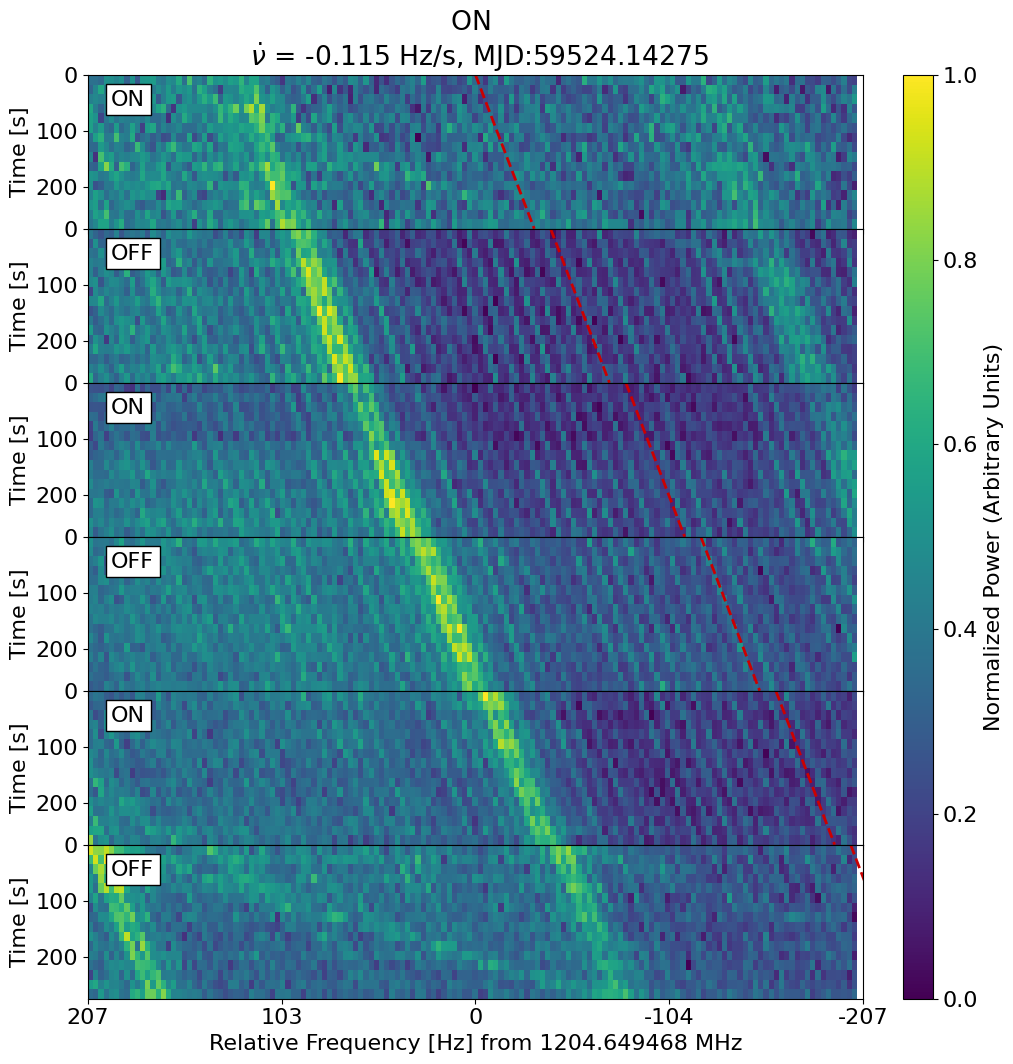 ON
ν̇ = -0.115 Hz/s, MJD:59524.14275
0
100
200
Time [s]
ON
0
100
200
Time [s]
OFF
0
100
200
Time [s]
ON
0
100
200
Time [s]
OFF
0
100
200
Time [s]
ON
0
100
200
Time [s]
OFF
207
103
0
-104
-207
Relative Frequency [Hz] from 1204.649468 MHz
1.0
0.8
0.6
0.4
0.2
0.0
Normalized Power (Arbitrary Units)